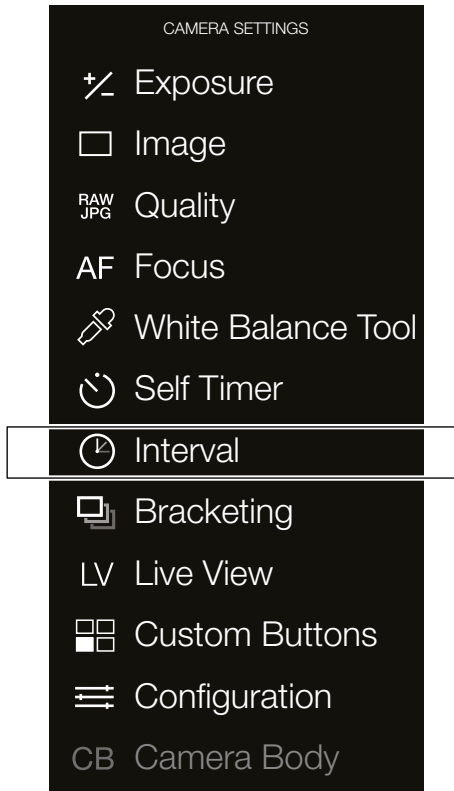 CAMERA SETTINGS
+/- Exposure
Image
RAW
JPG Quality
AF Focus
White Balance Tool
Self Timer
Interval
Bracketing
LV Live View
Custom Buttons
Configuration
CB Camera Body